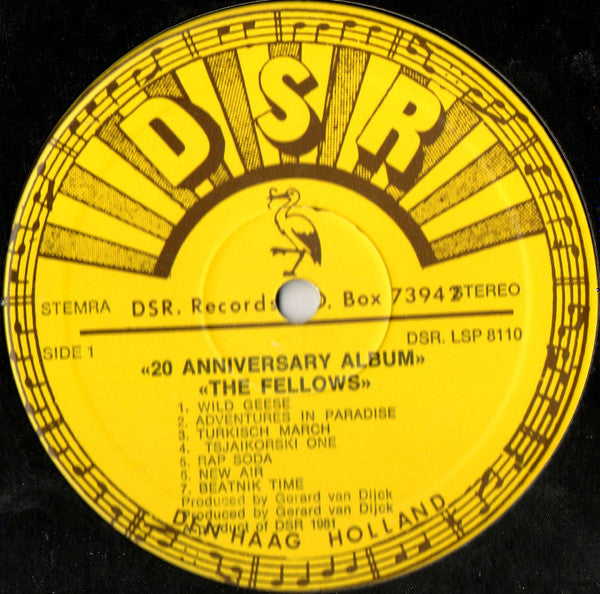 DSR
STEMRA DSR. Records. Box 73942 STEREO
SIDE 1 DSR. LSP 8110
«20 ANNIVERSARY ALBUM»
«THE FELLOWS»
1. WILD GEESE
2. ADVENTURES IN PARADISE
3. TURKISCH MARCH
4. TSJAIKORSKI ONE
5. RAP SODA
6. NEW AIR
7. BEATNIK TIME
Produced by Gerard van Dijck
Produced by Gerard van Dijck
A product of DSR 1981
DEN HAAG HOLLAND